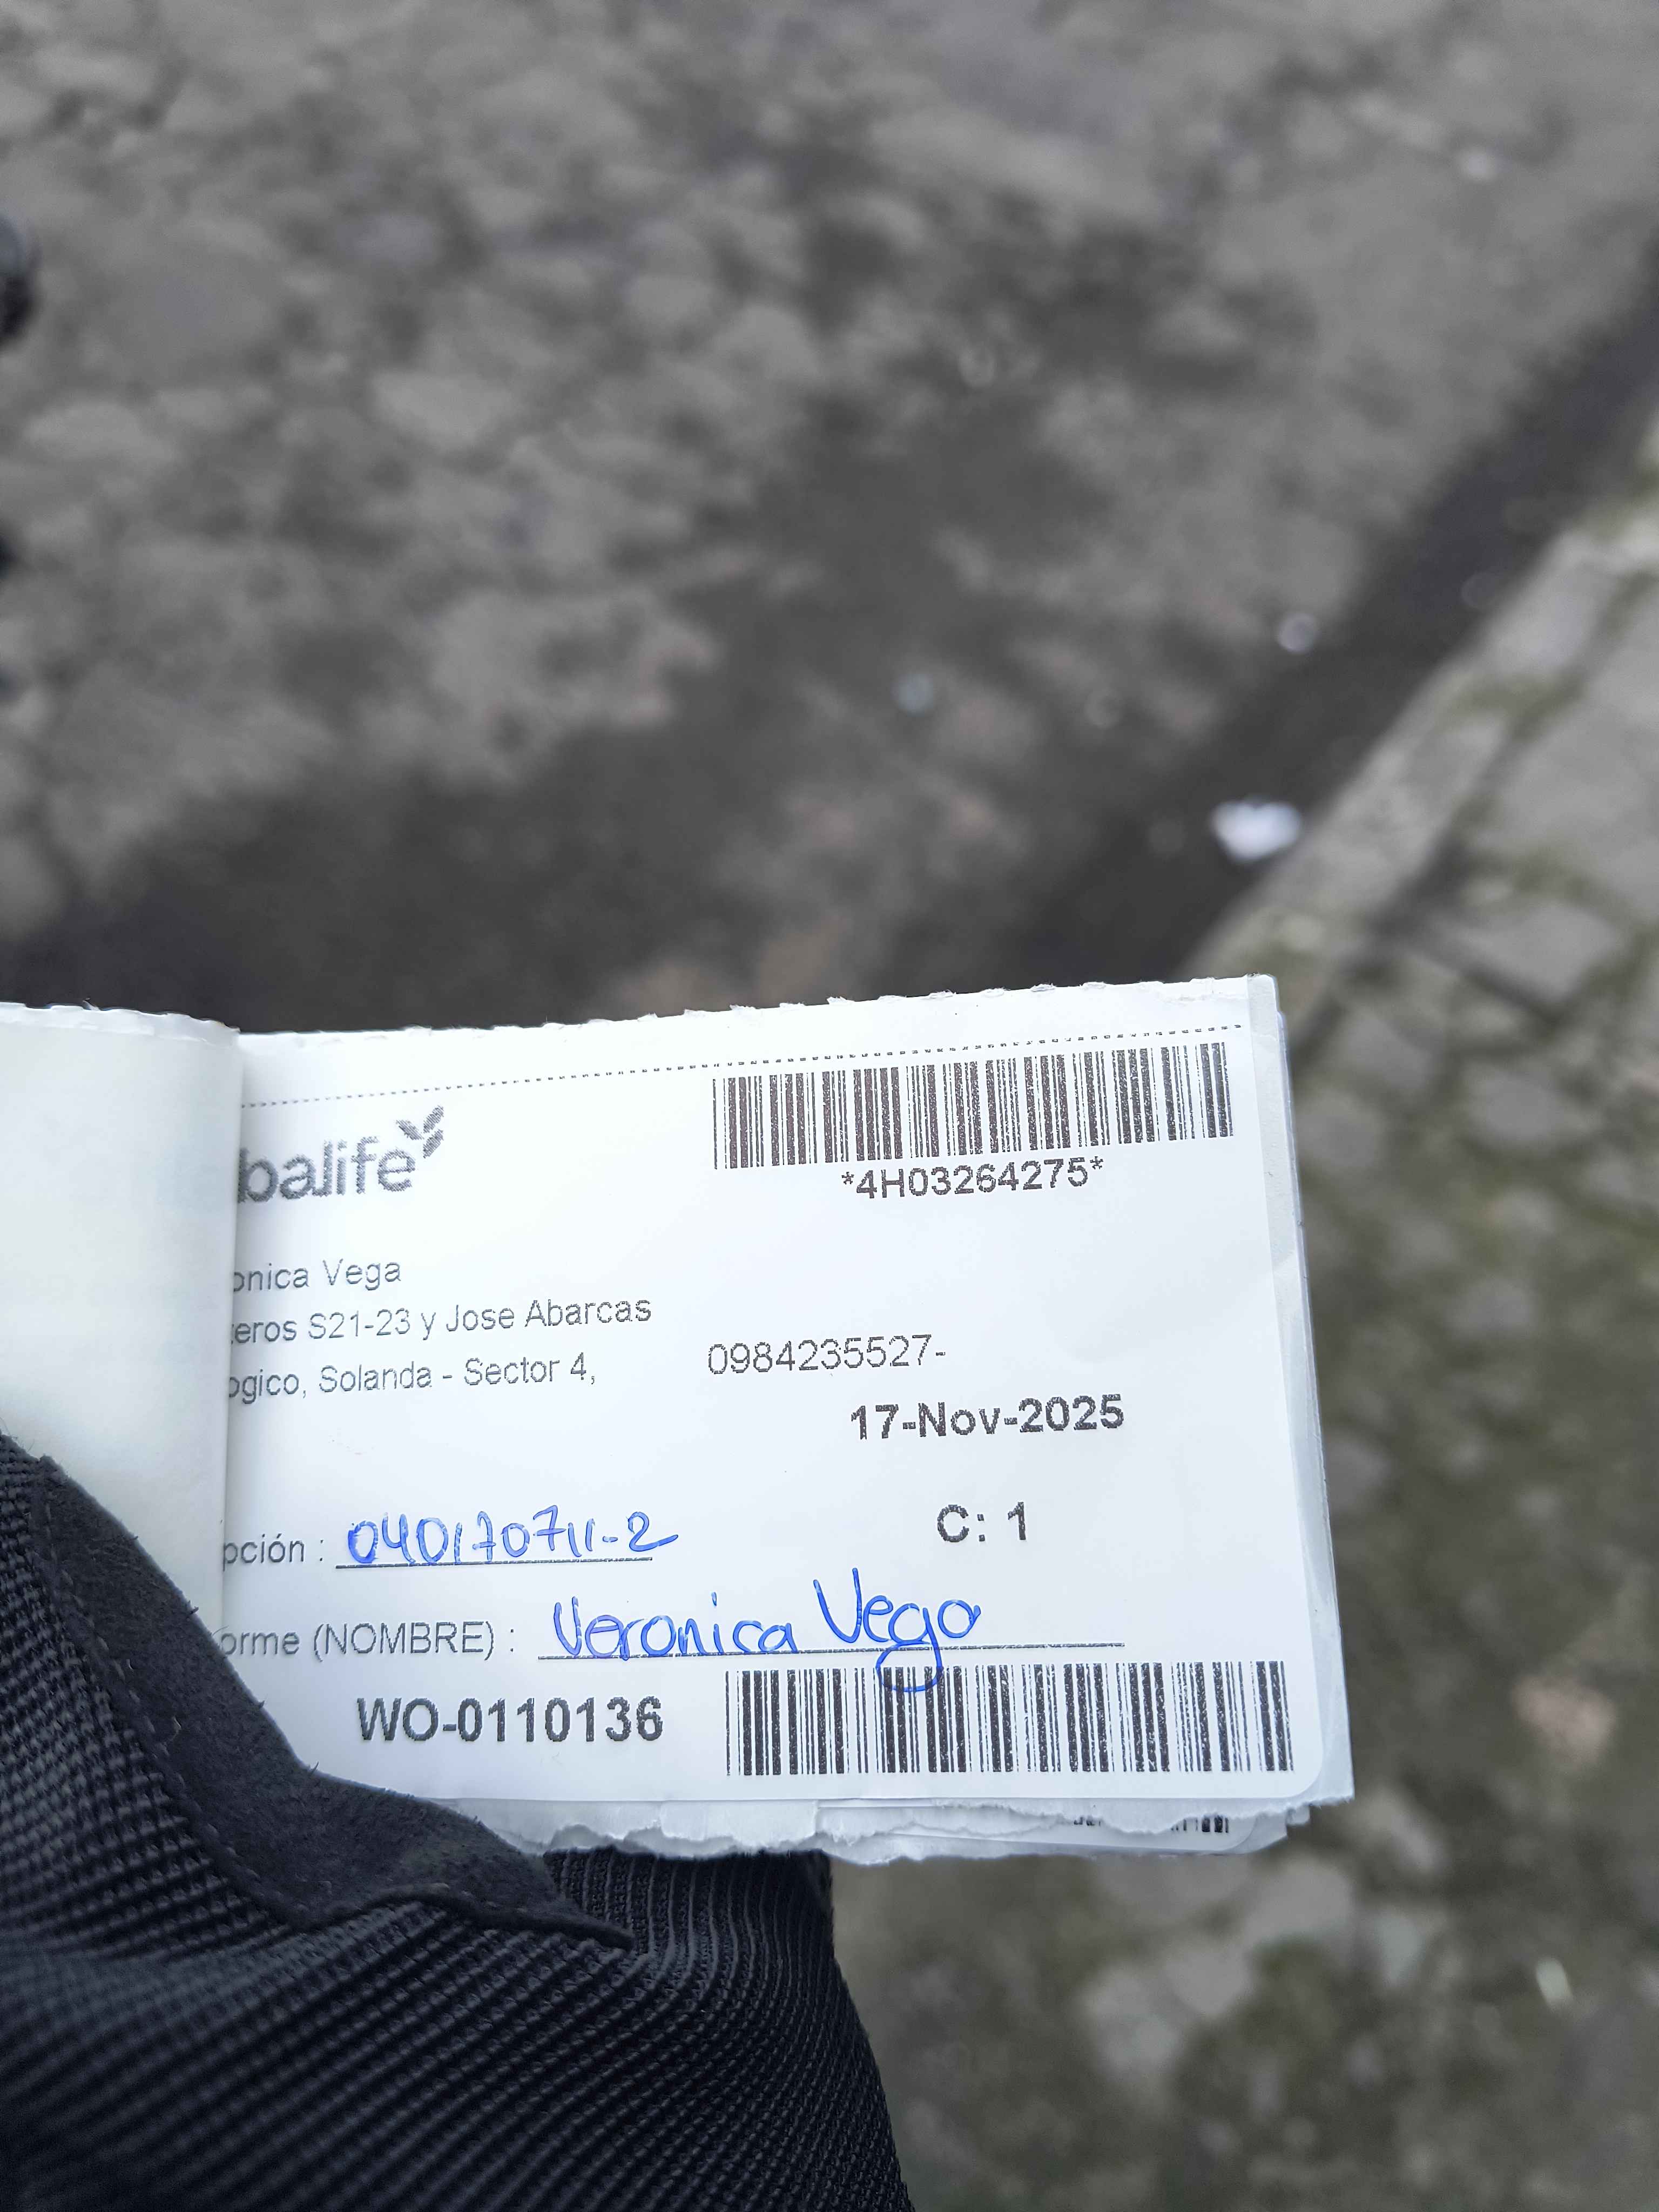 balife
*4H03264275*
onica Vega
teros S21-23 y Jose Abarcas
ogico, Solanda - Sector 4,
0984235527-
17-Nov-2025
C: 1
pción : 040170711-2
orme (NOMBRE) : Veronica Vega
WO-0110136